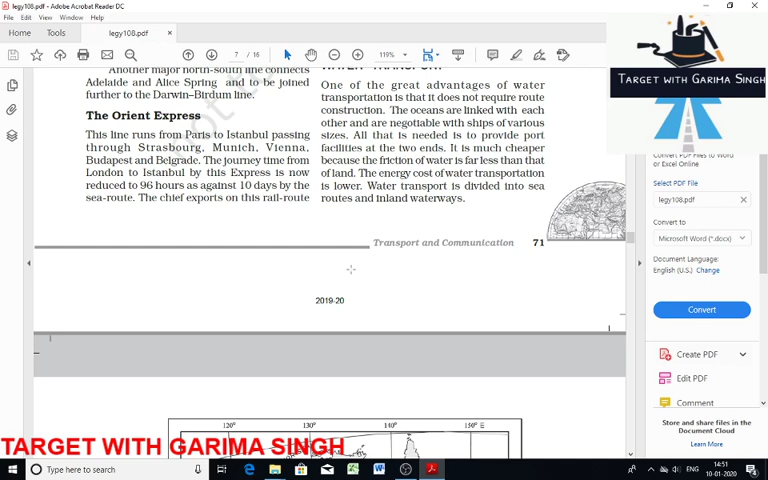 legy108.pdf - Adobe Acrobat Reader DC
File Edit View Window Help
Home Tools legy108.pdf ×
7 / 16
119%
Another major north-south line connects
Adelaide and Alice Spring and to be joined
further to the Darwin–Birdum line.
The Orient Express
This line runs from Paris to Istanbul passing
through Strasbourg, Munich, Vienna,
Budapest and Belgrade. The journey time from
London to Istanbul by this Express is now
reduced to 96 hours as against 10 days by the
sea-route. The chief exports on this rail-route
WATER TRANSPORT
One of the great advantages of water
transportation is that it does not require route
construction. The oceans are linked with each
other and are negotiable with ships of various
sizes. All that is needed is to provide port
facilities at the two ends. It is much cheaper
because the friction of water is far less than that
of land. The energy cost of water transportation
is lower. Water transport is divided into sea
routes and inland waterways.
Transport and Communication 71
2019-20
120° 130° 140° 150° E
TARGET WITH GARIMA SINGH
Convert PDF Files to Word
or Excel Online
Select PDF File
legy108.pdf
Convert to
Microsoft Word (*.docx)
Document Language:
English (U.S.) Change
Convert
Create PDF
Edit PDF
Comment
Store and share files in the
Document Cloud
Learn More
TARGET WITH GARIMA SINGH
Type here to search
14:51
10-01-2020